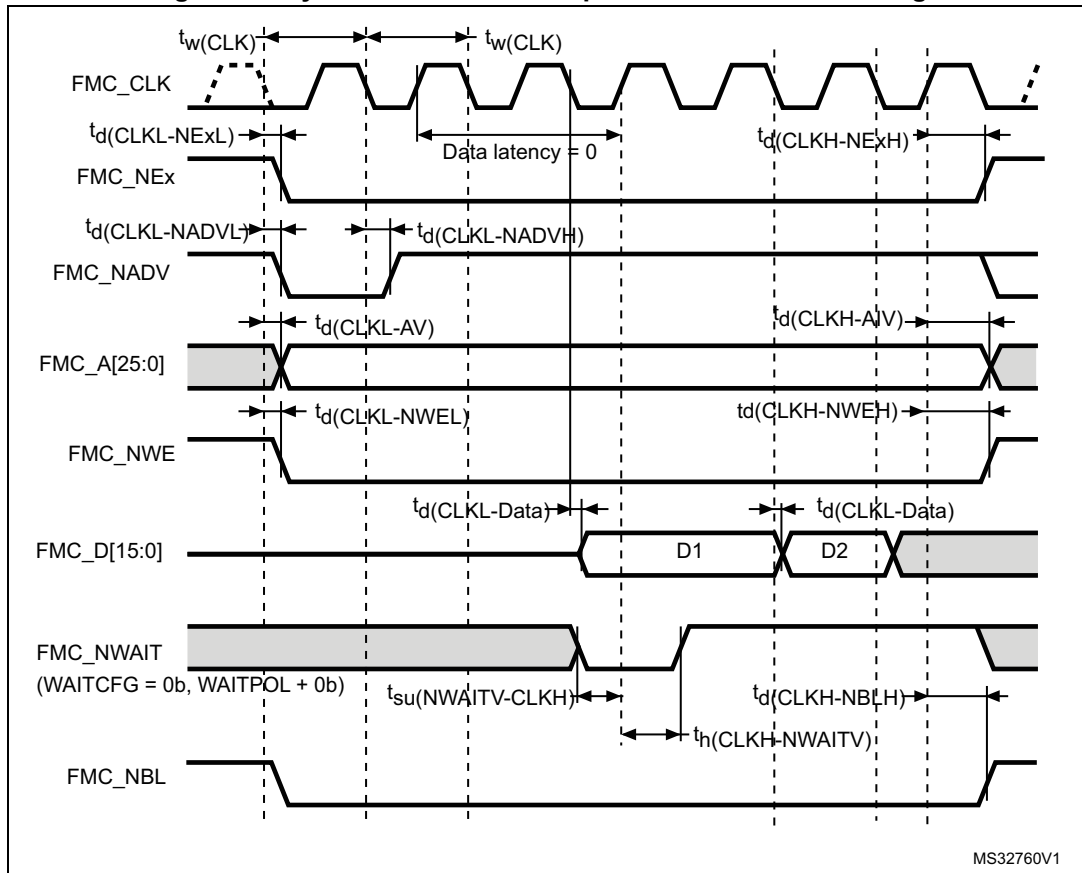 tw(CLK) tw(CLK)
FMC_CLK
td(CLKL-NExL) Data latency = 0 td(CLKH-NExH)
FMC_NEx
td(CLKL-NADVL) td(CLKL-NADVH)
FMC_NADV
td(CLKL-AV) td(CLKH-AIV)
FMC_A[25:0]
td(CLKL-NWEL) td(CLKH-NWEH)
FMC_NWE
td(CLKL-Data) td(CLKL-Data)
FMC_D[15:0] D1 D2
FMC_NWAIT
(WAITCFG = 0b, WAITPOL + 0b)
tsu(NWAITV-CLKH) td(CLKH-NBLH)
th(CLKH-NWAITV)
FMC_NBL
MS32760V1